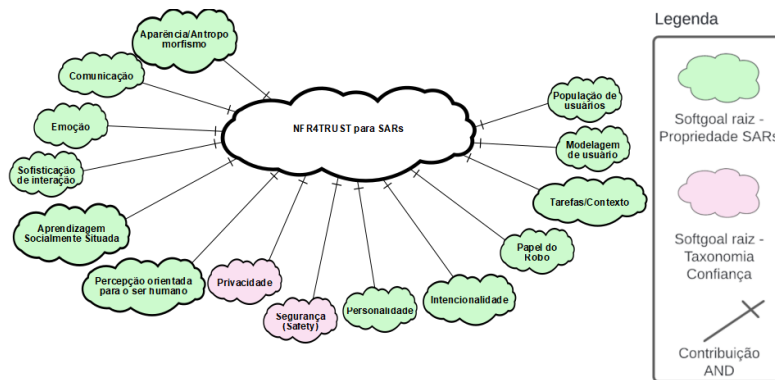 Aparência/Antropo
morfismo
Comunicação
Emoção
Sofisticação
de interação
Aprendizagem
Socialmente Situada
Percepção orientada
para o ser humano
Privacidade
Segurança
(Safety)
Personalidade
Intencionalidade
Papel do
Robo
Tarefas/Contexto
Modelagem
de usuário
População de
usuários
NFR4TRUST para SARs
Legenda
Softgoal raiz -
Propriedade SARs
Softgoal raiz -
Taxonomia
Confiança
Contribuição
AND